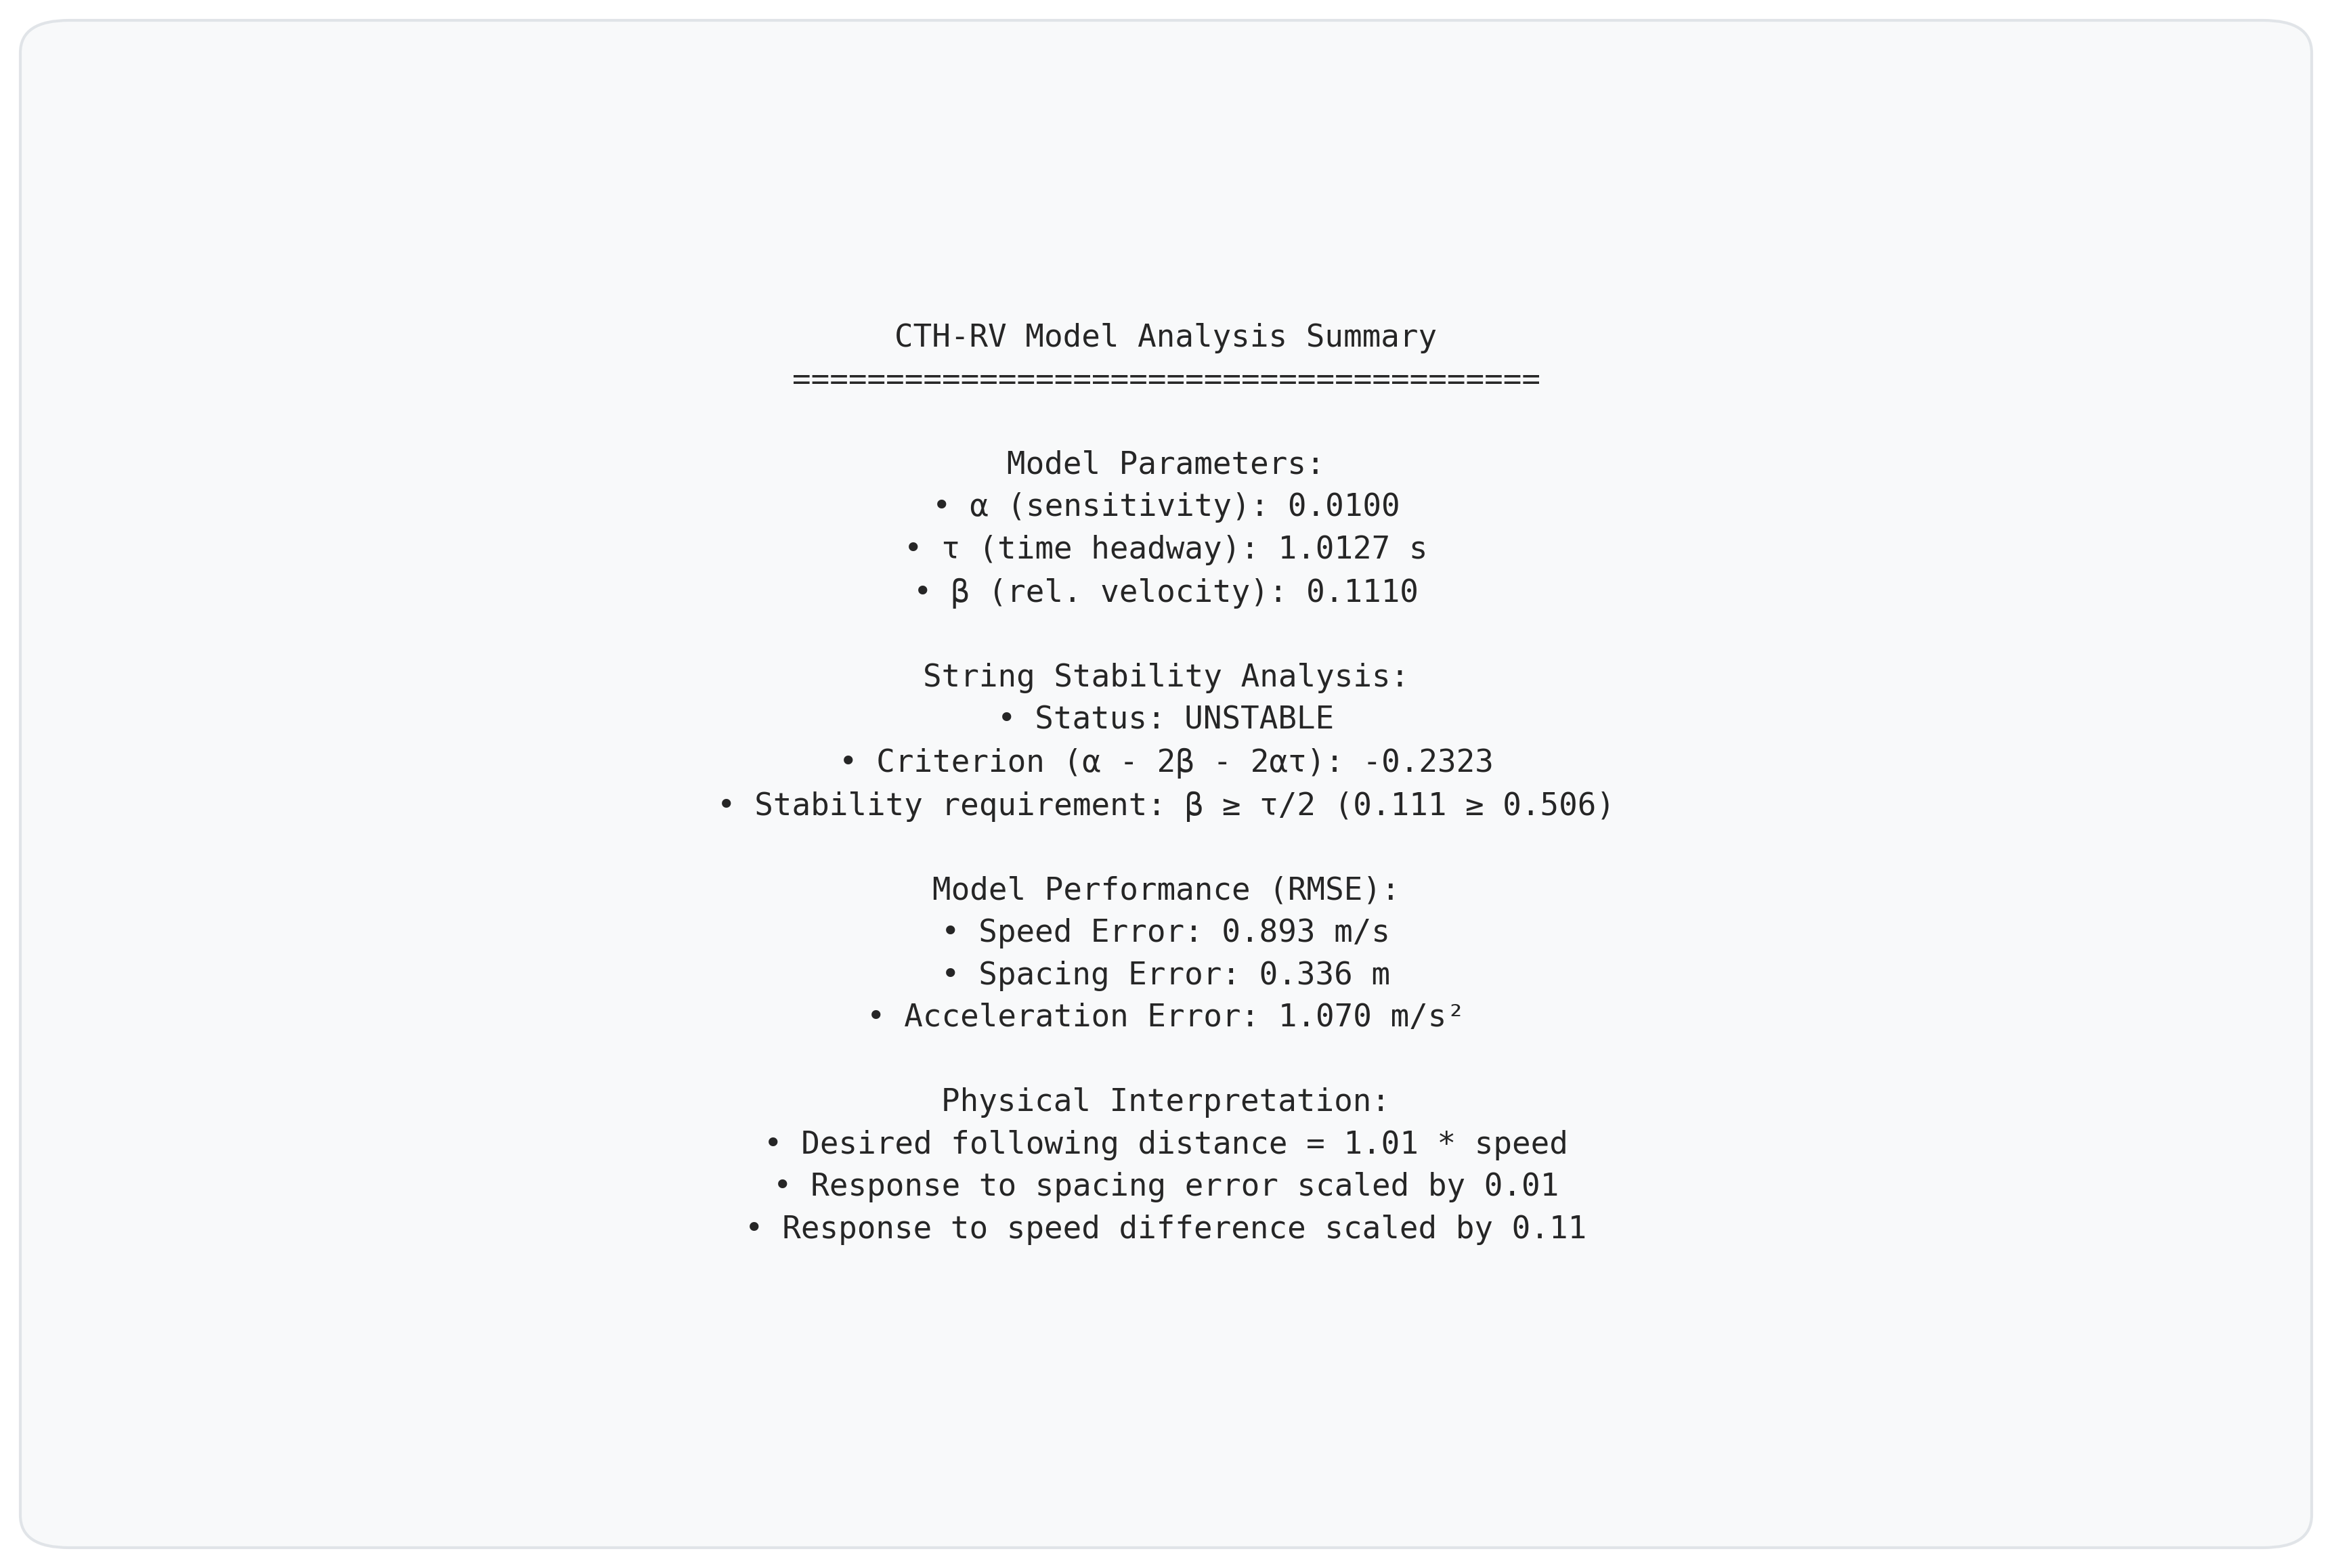 CTH-RV Model Analysis Summary
========================================
Model Parameters:
• α (sensitivity): 0.0100
• τ (time headway): 1.0127 s
• β (rel. velocity): 0.1110
String Stability Analysis:
• Status: UNSTABLE
• Criterion (α - 2β - 2ατ): -0.2323
• Stability requirement: β ≥ τ/2 (0.111 ≥ 0.506)
Model Performance (RMSE):
• Speed Error: 0.893 m/s
• Spacing Error: 0.336 m
• Acceleration Error: 1.070 m/s²
Physical Interpretation:
• Desired following distance = 1.01 * speed
• Response to spacing error scaled by 0.01
• Response to speed difference scaled by 0.11